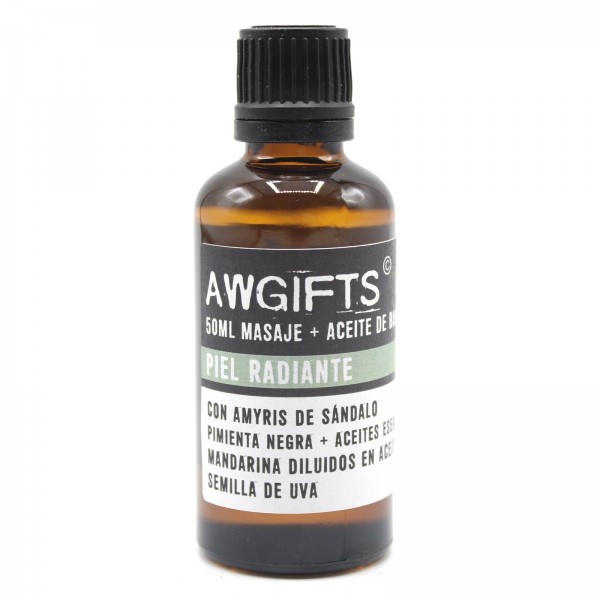 AWGIFTS©
50ML MASAJE + ACEITE DE
PIEL RADIANTE
CON AMYRIS DE SÁNDALO
PIMIENTA NEGRA + ACEITES
MANDARINA DILUIDOS EN
SEMILLA DE UVA